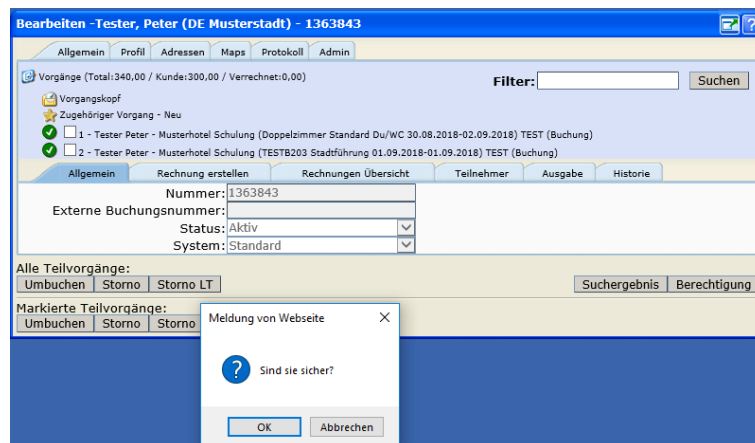 Bearbeiten -Tester, Peter (DE Musterstadt) - 1363843
Allgemein Profil Adressen Maps Protokoll Admin
Vorgänge (Total:340,00 / Kunde:300,00 / Verrechnet:0,00)
Filter: Suchen
Vorgangskopf
Zugehöriger Vorgang - Neu
1 - Tester Peter - Musterhotel Schulung (Doppelzimmer Standard Du/WC 30.08.2018-02.09.2018) TEST (Buchung)
2 - Tester Peter - Musterhotel Schulung (TESTB203 Stadtführung 01.09.2018-01.09.2018) TEST (Buchung)
Allgemein Rechnung erstellen Rechnungen Übersicht Teilnehmer Ausgabe Historie
Nummer: 1363843
Externe Buchungsnummer:
Status: Aktiv
System: Standard
Alle Teilvorgänge:
Umbuchen Storno Storno LT Suchergebnis Berechtigung
Markierte Teilvorgänge:
Umbuchen Storno Storno
Meldung von Webseite
Sind sie sicher?
OK Abbrechen